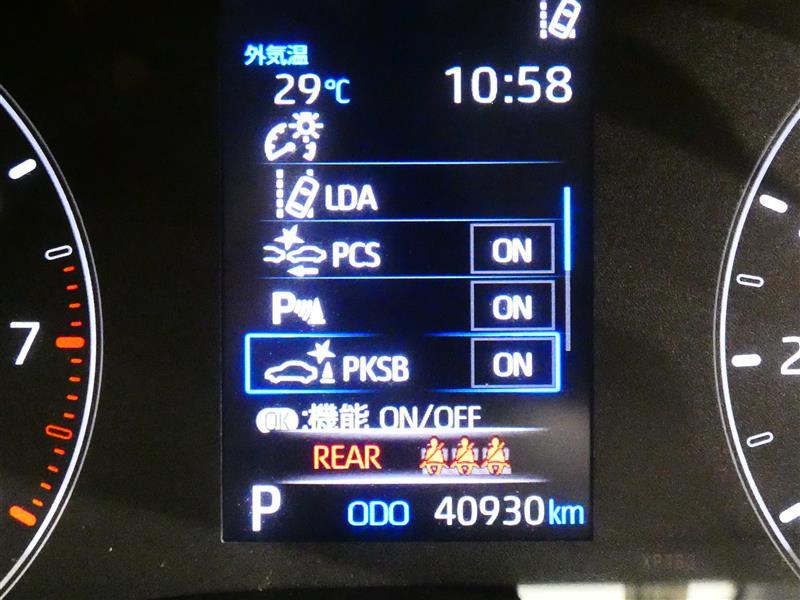 外気温
29℃ 10:58
LDA
PCS ON
P ON
PKSB ON
OK :機能 ON/OFF
REAR
P ODO 40930km
7
2